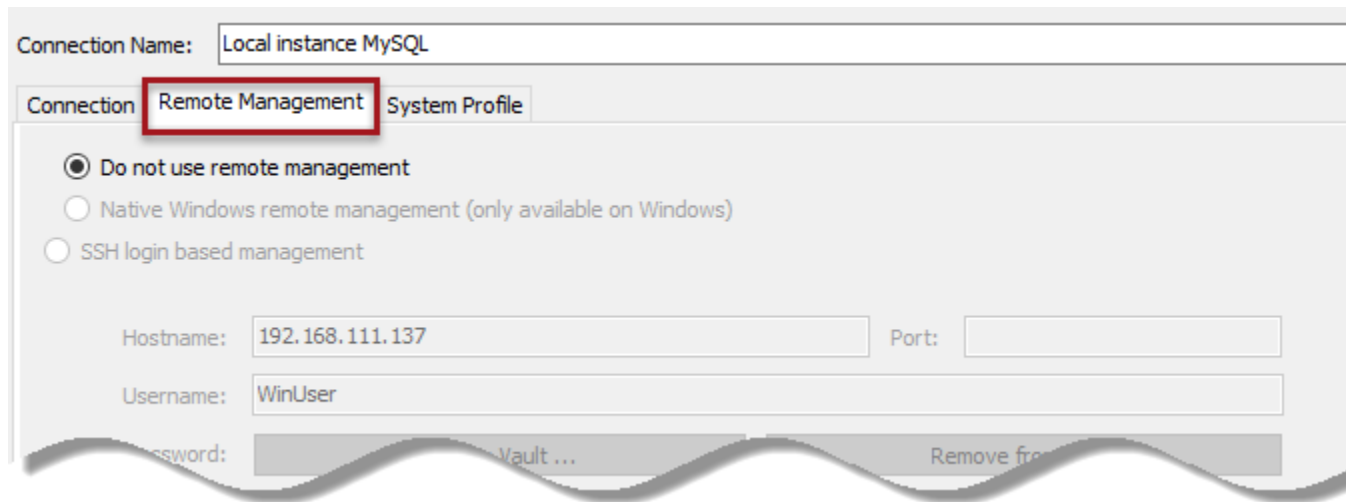 Connection Name: Local instance MySQL
Connection Remote Management System Profile
Do not use remote management
Native Windows remote management (only available on Windows)
SSH login based management
Hostname: 192.168.111.137 Port:
Username: WinUser
Vault ... Remove